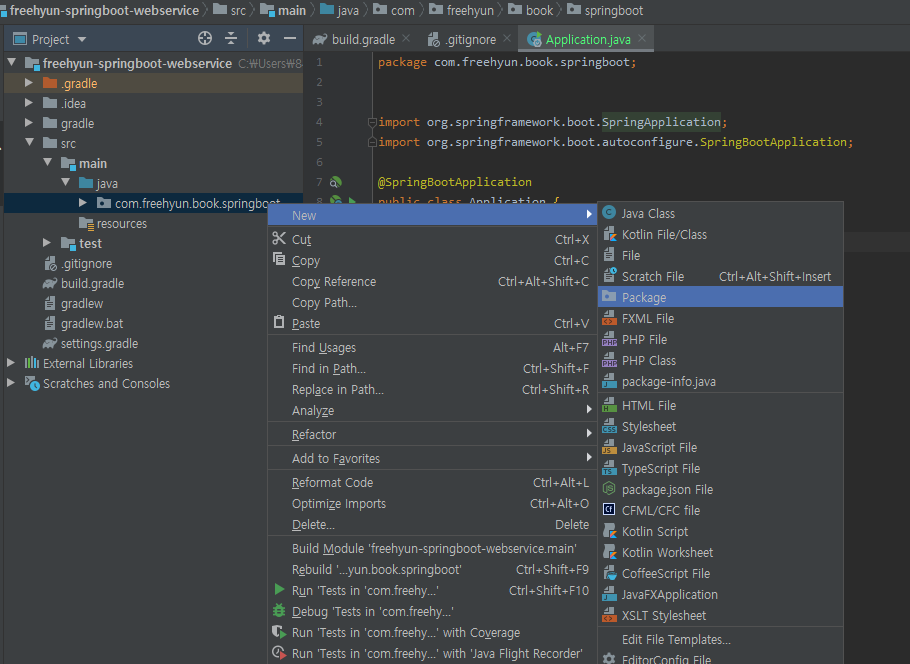 freehyun-springboot-webservice src main java com freehyun book springboot
Project
build.gradle .gitignore Application.java
freehyun-springboot-webservice C:￦Users￦8
.gradle
.idea
gradle
src
main
java
com.freehyun.book.springboot
resources
test
.gitignore
build.gradle
gradlew
gradlew.bat
settings.gradle
External Libraries
Scratches and Consoles
1 package com.freehyun.book.springboot;
2
3
4 import org.springframework.boot.SpringApplication;
5 import org.springframework.boot.autoconfigure.SpringBootApplication;
6
7 @SpringBootApplication
8 public class Application {
New
Cut Ctrl+X
Copy Ctrl+C
Copy Reference Ctrl+Alt+Shift+C
Copy Path...
Paste Ctrl+V
Find Usages Alt+F7
Find in Path... Ctrl+Shift+F
Replace in Path... Ctrl+Shift+R
Analyze
Refactor
Add to Favorites
Reformat Code Ctrl+Alt+L
Optimize Imports Ctrl+Alt+O
Delete... Delete
Build Module 'freehyun-springboot-webservice.main'
Rebuild '...yun.book.springboot' Ctrl+Shift+F9
Run 'Tests in 'com.freehy...' Ctrl+Shift+F10
Debug 'Tests in 'com.freehy...'
Run 'Tests in 'com.freehy...' with Coverage
Run 'Tests in 'com.freehy...' with 'Java Flight Recorder'
Java Class
Kotlin File/Class
File
Scratch File Ctrl+Alt+Shift+Insert
Package
FXML File
PHP File
PHP Class
package-info.java
HTML File
Stylesheet
JavaScript File
TypeScript File
package.json File
CFML/CFC file
Kotlin Script
Kotlin Worksheet
CoffeeScript File
JavaFXApplication
XSLT Stylesheet
Edit File Templates...
EditorConfig File